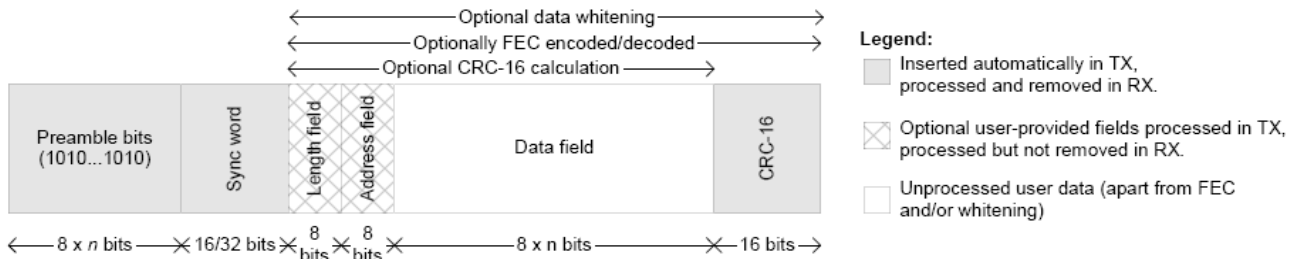 Optional data whitening
Optionally FEC encoded/decoded
Optional CRC-16 calculation
Preamble bits
(1010...1010)
Sync word
Length field
Address field
Data field
CRC-16
8 x n bits
16/32 bits
8
bits
8
bits
8 x n bits
16 bits
Legend:
Inserted automatically in TX,
processed and removed in RX.
Optional user-provided fields processed in TX,
processed but not removed in RX.
Unprocessed user data (apart from FEC
and/or whitening)